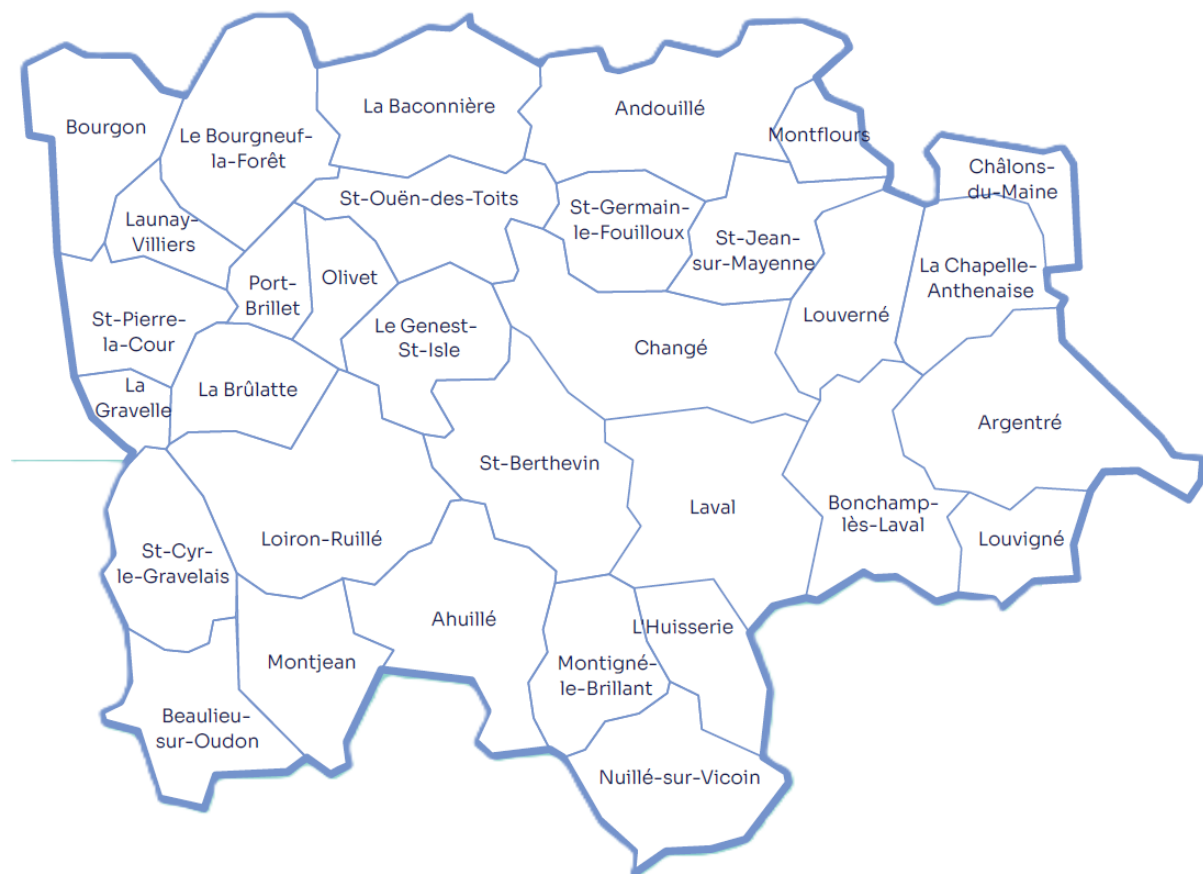 La Baconnière
Andouillé
Bourgon
Le Bourgneuf-
la-Forêt
Montflours
Châlons-
du-Maine
St-Ouën-des-Toits
St-Germain-
le-Fouilloux
Launay-
Villiers
St-Jean-
sur-Mayenne
La Chapelle-
Anthenaise
Olivet
Port-
Brillet
St-Pierre-
la-Cour
Le Genest-
St-Isle
Changé
Louverné
La
Gravelle
La Brûlatte
Argentré
St-Berthevin
Laval
Bonchamp-
lès-Laval
Louvigné
Loiron-Ruillé
St-Cyr-
le-Gravelais
Ahuillé
L'Huisserie
Montjean
Montigné-
le-Brillant
Beaulieu-
sur-Oudon
Nuillé-sur-Vicoin